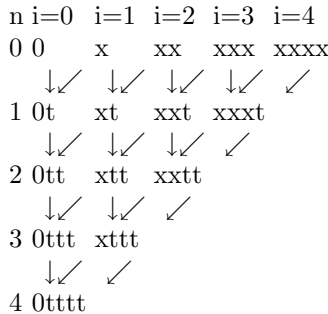 n i=0 i=1 i=2 i=3 i=4
0 0 x xx xxx xxxx
↓↙ ↓↙ ↓↙ ↓↙ ↙
1 0t xt xxt xxxt
↓↙ ↓↙ ↓↙ ↙
2 0tt xtt xxtt
↓↙ ↓↙ ↙
3 0ttt xttt
↓↙ ↙
4 0tttt